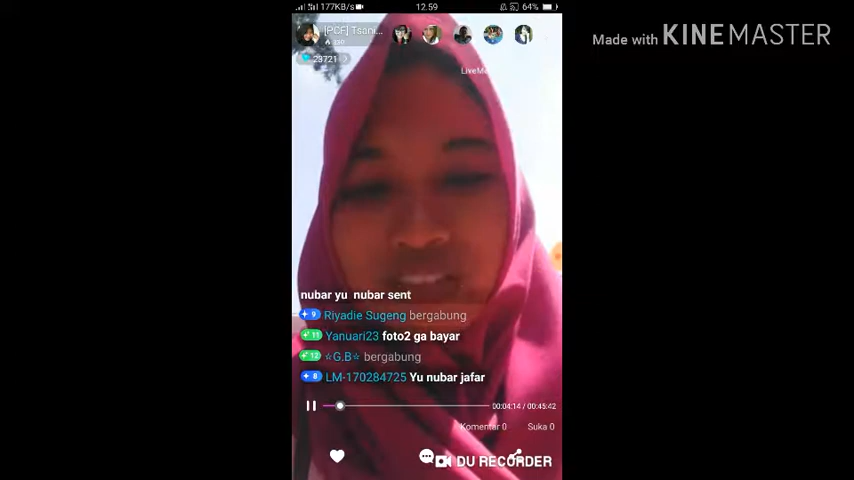 177KB/s
12.59
64%
Made with KINEMASTER
[PCF] Tsani...
23721
LiveMe
nubar yu nubar sent
9 Riyadie Sugeng bergabung
11 Yanuari23 foto2 ga bayar
12 ☆G.B☆ bergabung
8 LM-170284725 Yu nubar jafar
00:04:14 / 00:45:42
Komentar 0 Suka 0
DU RECORDER